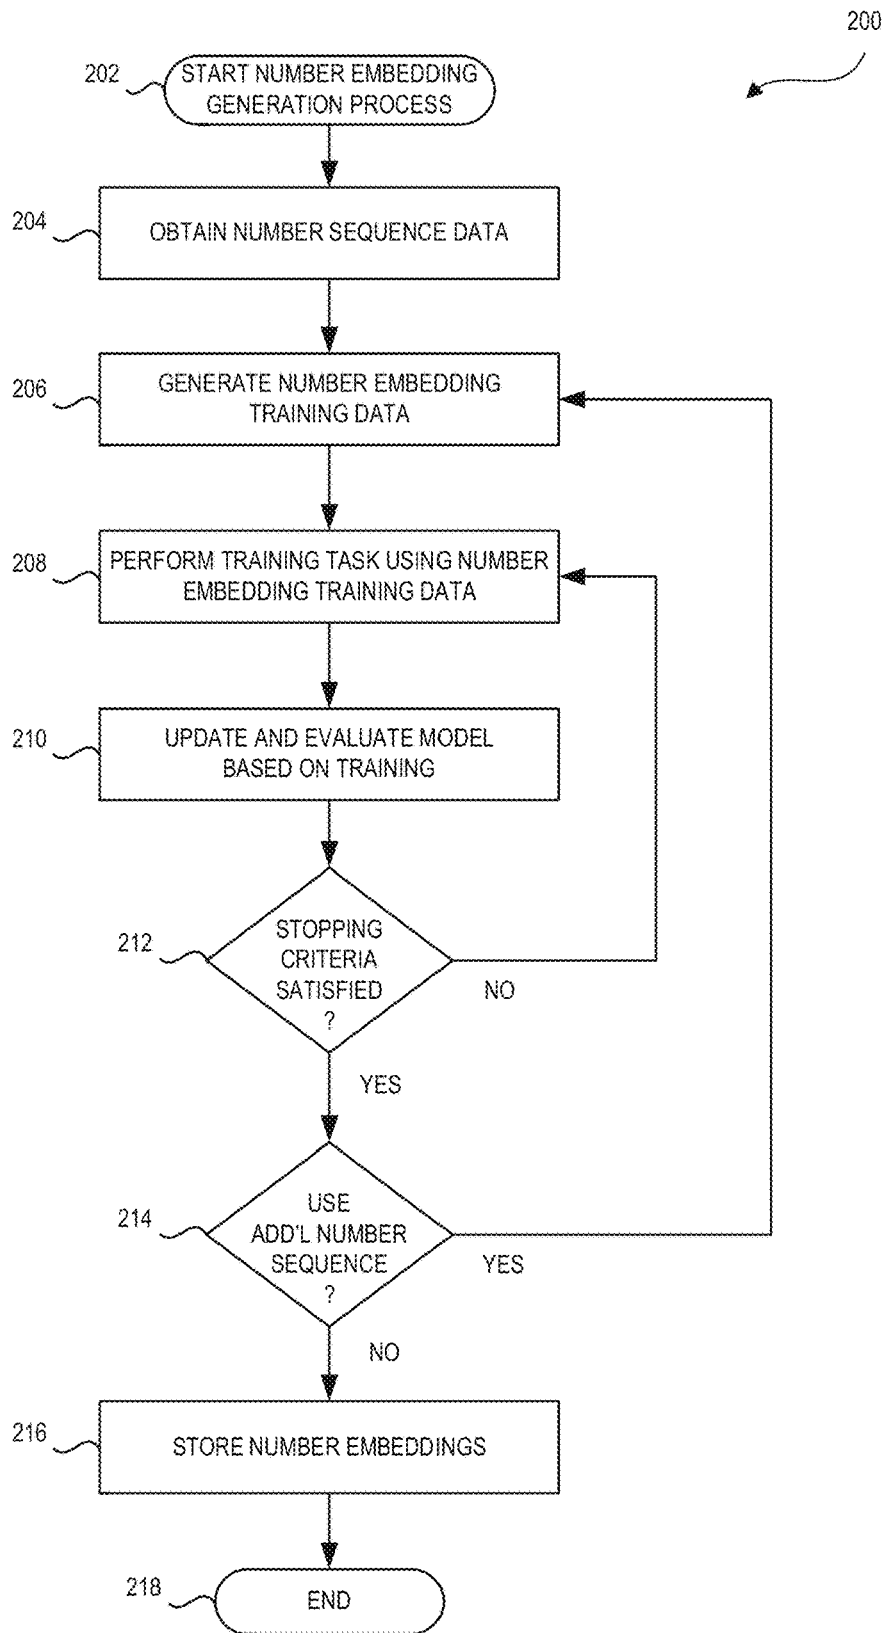 200
202
START NUMBER EMBEDDING
GENERATION PROCESS
204
OBTAIN NUMBER SEQUENCE DATA
206
GENERATE NUMBER EMBEDDING
TRAINING DATA
208
PERFORM TRAINING TASK USING NUMBER
EMBEDDING TRAINING DATA
210
UPDATE AND EVALUATE MODEL
BASED ON TRAINING
212
STOPPING
CRITERIA
SATISFIED
?
NO
YES
214
USE
ADD'L NUMBER
SEQUENCE
?
YES
NO
216
STORE NUMBER EMBEDDINGS
218
END